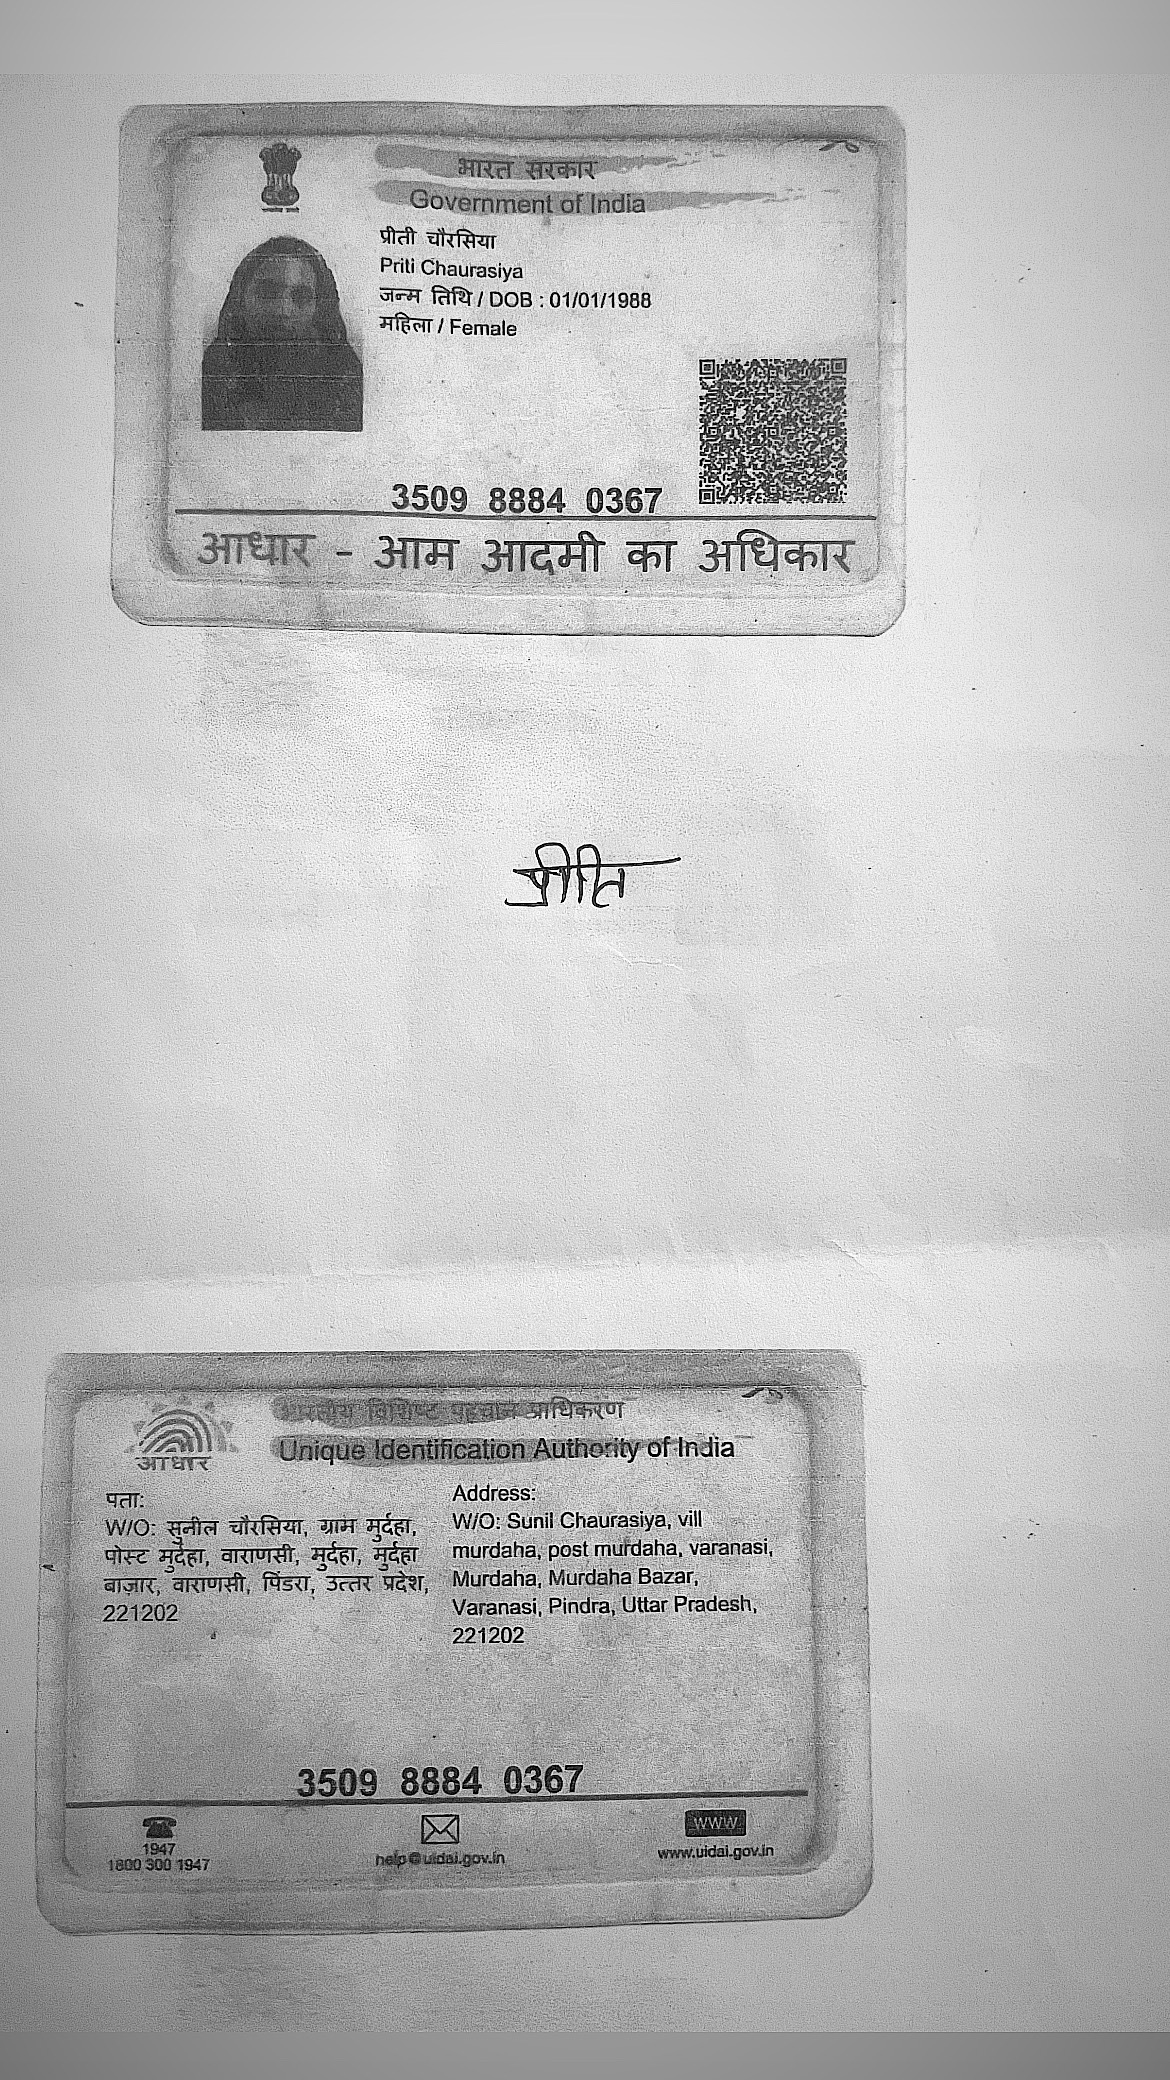 भारत सरकार
Government of India
प्रीती चौरसिया
Priti Chaurasiya
जन्म तिथि / DOB : 01/01/1988
महिला / Female
3509 8884 0367
आधार - आम आदमी का अधिकार
प्रीति
भारतीय विशिष्ट पहचान प्राधिकरण
Unique Identification Authority of India
आधार
पता:
W/O: सुनील चौरसिया, ग्राम मुर्दहा,
पोस्ट मुर्दहा, वाराणसी, मुर्दहा, मुर्दहा
बाज़ार, वाराणसी, पिंडरा, उत्तर प्रदेश,
221202
Address:
W/O: Sunil Chaurasiya, vill
murdaha, post murdaha, varanasi,
Murdaha, Murdaha Bazar,
Varanasi, Pindra, Uttar Pradesh,
221202
3509 8884 0367
1947
1800 300 1947
help@uidai.gov.in
www
www.uidai.gov.in